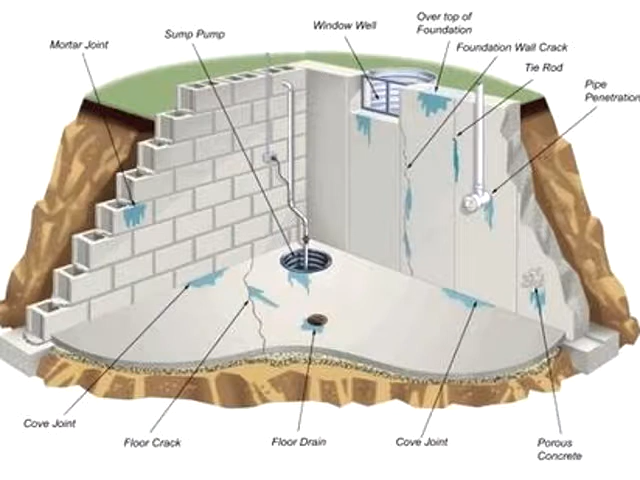 Mortar Joint
Sump Pump
Window Well
Over top of
Foundation
Foundation Wall Crack
Tie Rod
Pipe
Penetration
Cove Joint
Floor Crack
Floor Drain
Cove Joint
Porous
Concrete